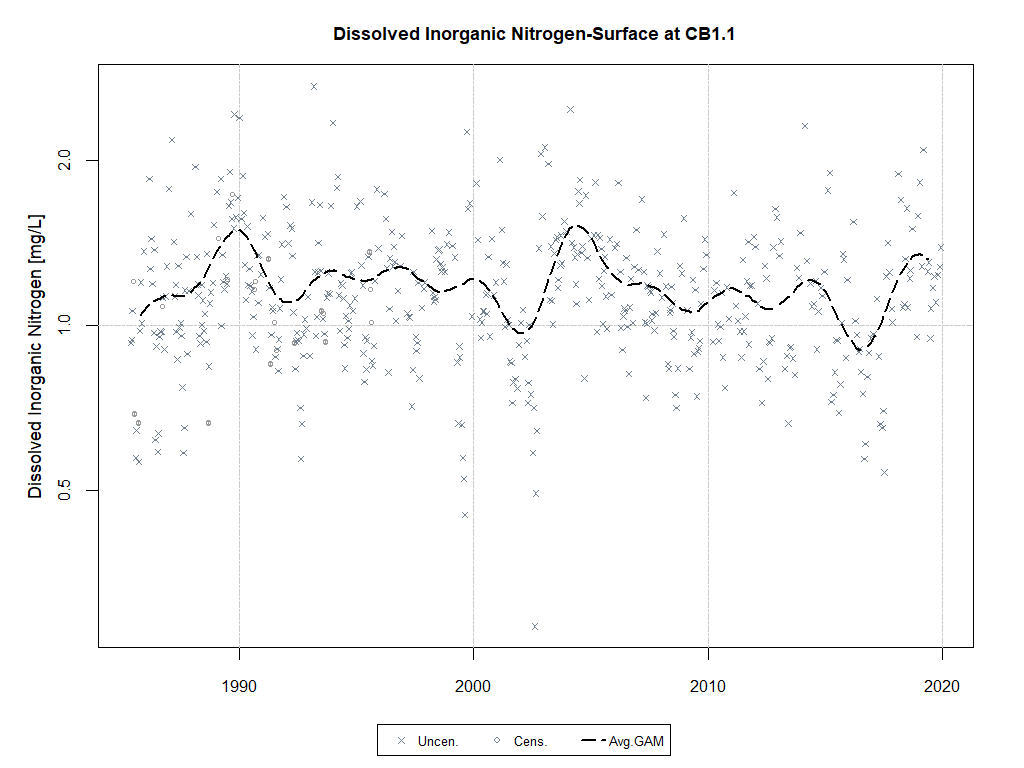 Dissolved Inorganic Nitrogen-Surface at CB1.1
Dissolved Inorganic Nitrogen [mg/L]
2.0
1.0
0.5
1990 2000 2010 2020
Uncen. Cens. Avg.GAM